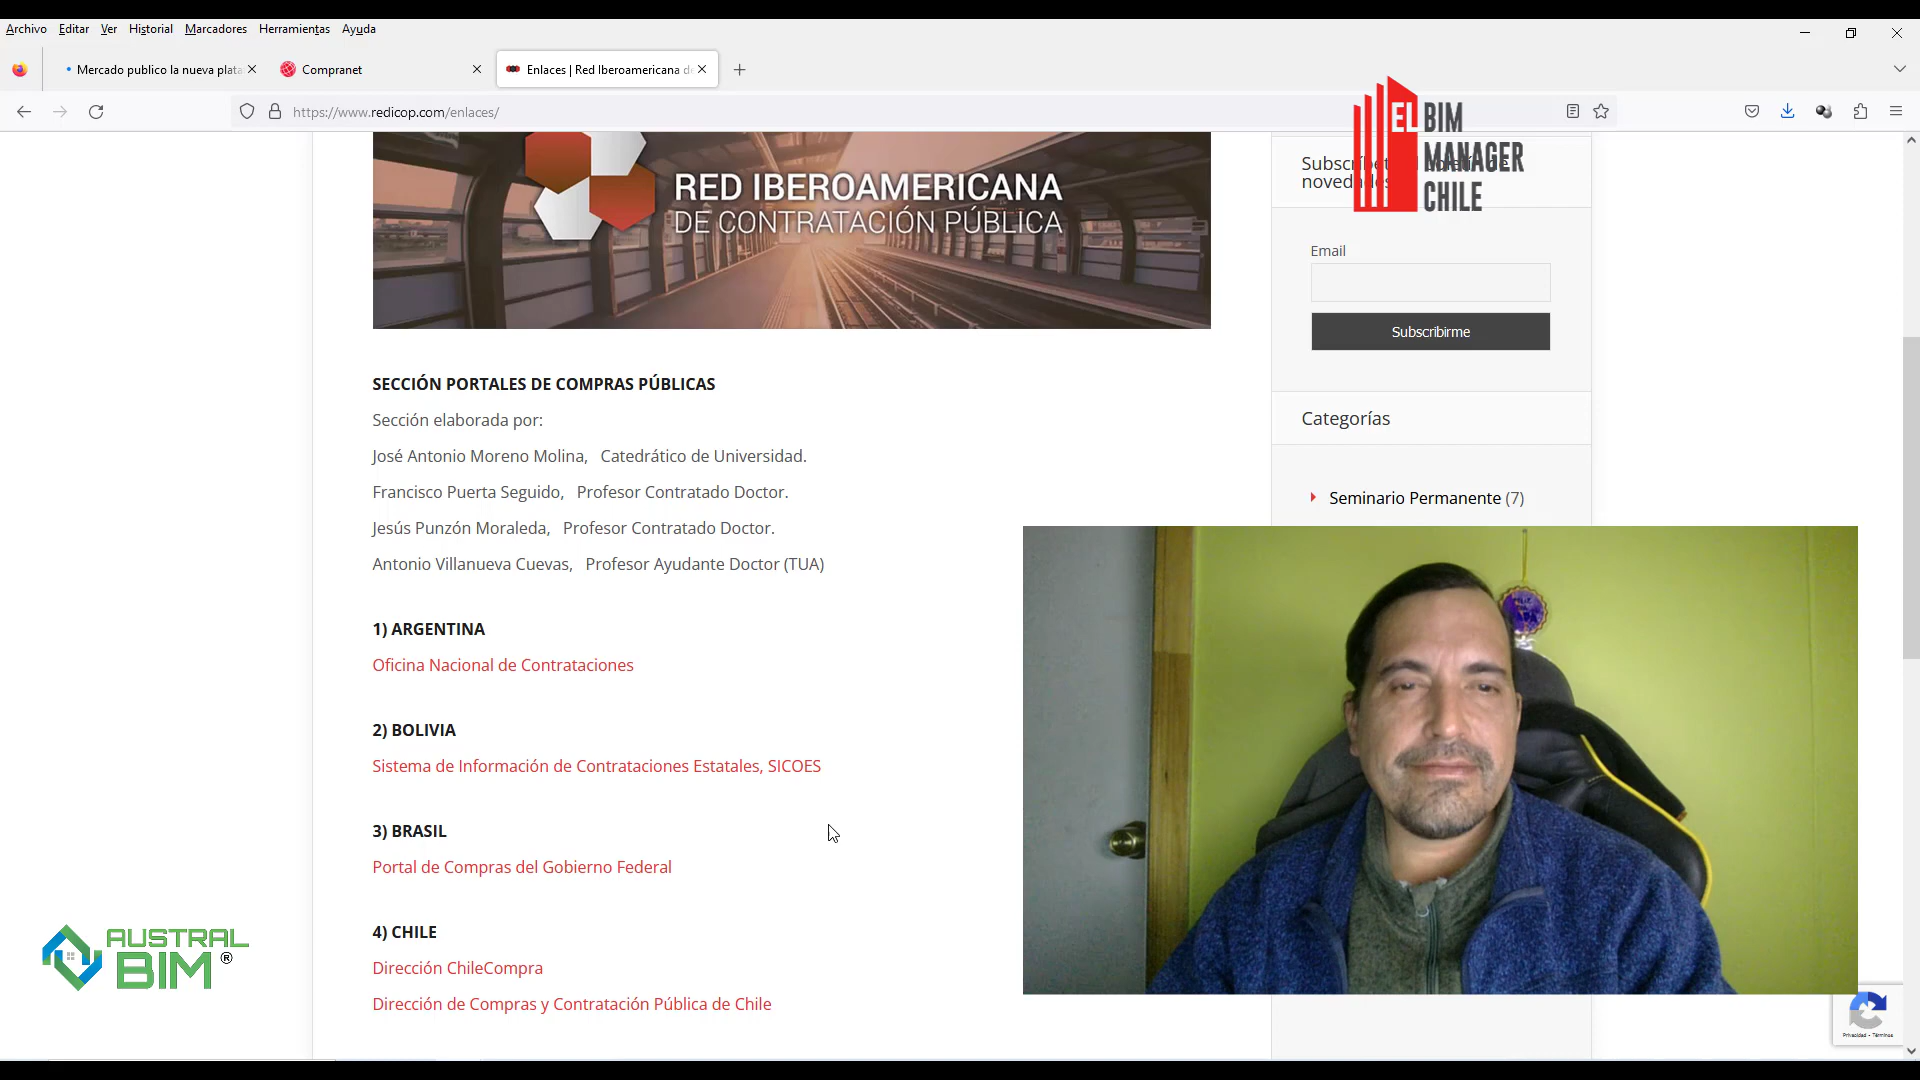 Archivo Editar Ver Historial Marcadores Herramientas Ayuda
Mercado publico la nueva plata
Compranet
Enlaces | Red Iberoamericana de
https://www.redicop.com/enlaces/
EL BIM
MANAGER
CHILE
RED IBEROAMERICANA
DE CONTRATACIÓN PÚBLICA
novedades
Email
Subscribirme
SECCIÓN PORTALES DE COMPRAS PÚBLICAS
Sección elaborada por:
José Antonio Moreno Molina, Catedrático de Universidad.
Francisco Puerta Seguido, Profesor Contratado Doctor.
Jesús Punzón Moraleda, Profesor Contratado Doctor.
Antonio Villanueva Cuevas, Profesor Ayudante Doctor (TUA)
Categorías
Seminario Permanente (7)
1) ARGENTINA
Oficina Nacional de Contrataciones
2) BOLIVIA
Sistema de Información de Contrataciones Estatales, SICOES
3) BRASIL
Portal de Compras del Gobierno Federal
4) CHILE
Dirección ChileCompra
Dirección de Compras y Contratación Pública de Chile
AUSTRAL
BIM ®
Privacidad - Términos